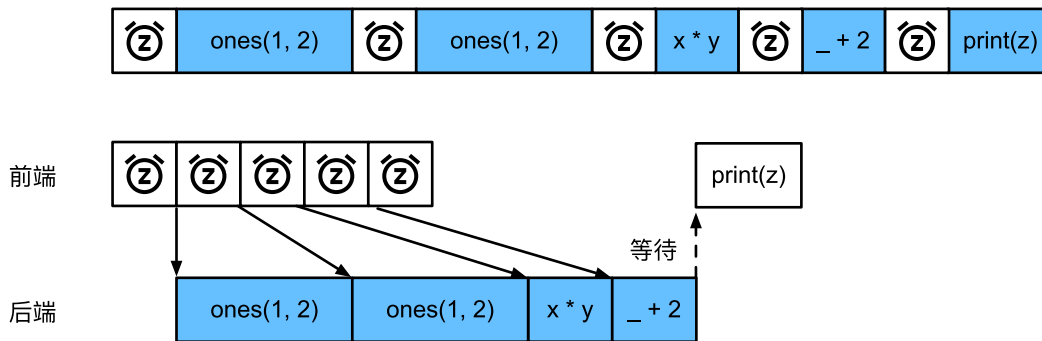 z ones(1, 2) z ones(1, 2) z x * y z _ + 2 z print(z)
前端 z z z z z print(z)
等待
后端 ones(1, 2) ones(1, 2) x * y _ + 2